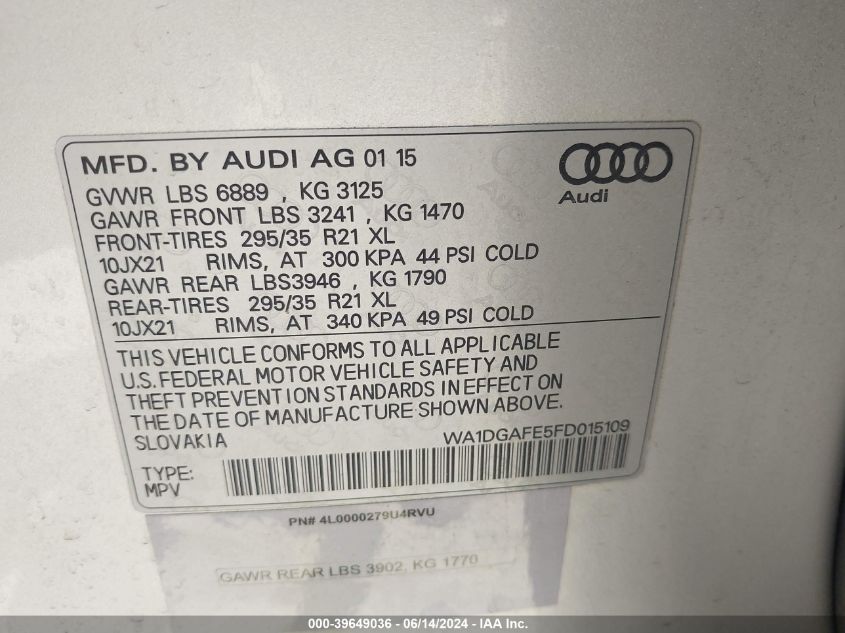 MFD. BY AUDI AG 01 15
Audi
GVWR LBS 6889 , KG 3125
GAWR FRONT LBS 3241 , KG 1470
FRONT-TIRES 295/35 R21 XL
10JX21 RIMS, AT 300 KPA 44 PSI COLD
GAWR REAR LBS3946 , KG 1790
REAR-TIRES 295/35 R21 XL
10JX21 RIMS, AT 340 KPA 49 PSI COLD
THIS VEHICLE CONFORMS TO ALL APPLICABLE
U.S. FEDERAL MOTOR VEHICLE SAFETY AND
THEFT PREVENTION STANDARDS IN EFFECT ON
THE DATE OF MANUFACTURE SHOWN ABOVE.
SLOVAKIA WA1DGAFE5FD015109
TYPE:
MPV
PN# 4L0000279U4RVU
GAWR REAR LBS 3902, KG 1770
000-39649036 - 06/14/2024 - IAA Inc.